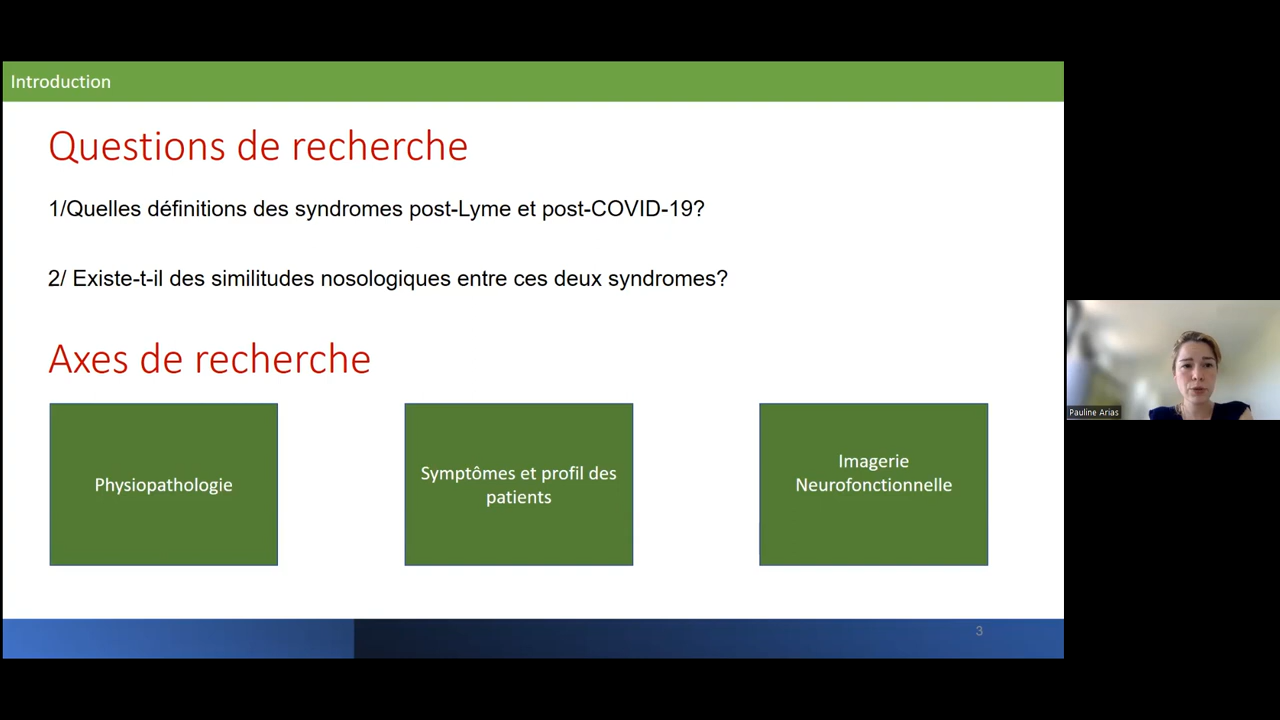 Introduction
Questions de recherche
1/Quelles définitions des syndromes post-Lyme et post-COVID-19?
2/ Existe-t-il des similitudes nosologiques entre ces deux syndromes?
Axes de recherche
Physiopathologie
Symptômes et profil des
patients
Imagerie
Neurofonctionnelle
Pauline Arias
3